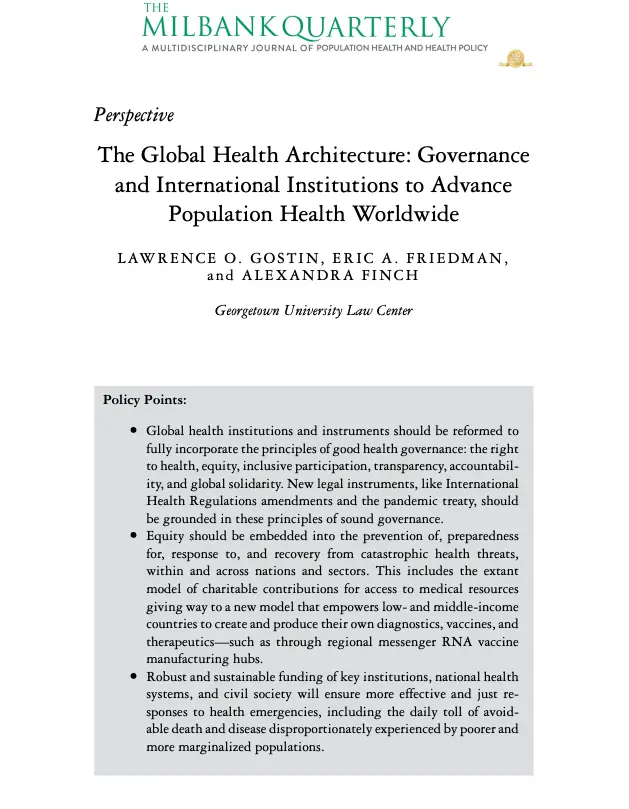 THE
MILBANK QUARTERLY
A MULTIDISCIPLINARY JOURNAL OF POPULATION HEALTH AND HEALTH POLICY
Perspective
The Global Health Architecture: Governance
and International Institutions to Advance
Population Health Worldwide
LAWRENCE O. GOSTIN, ERIC A. FRIEDMAN,
and ALEXANDRA FINCH
Georgetown University Law Center
Policy Points:
● Global health institutions and instruments should be reformed to
fully incorporate the principles of good health governance: the right
to health, equity, inclusive participation, transparency, accountabil-
ity, and global solidarity. New legal instruments, like International
Health Regulations amendments and the pandemic treaty, should
be grounded in these principles of sound governance.
● Equity should be embedded into the prevention of, preparedness
for, response to, and recovery from catastrophic health threats,
within and across nations and sectors. This includes the extant
model of charitable contributions for access to medical resources
giving way to a new model that empowers low- and middle-income
countries to create and produce their own diagnostics, vaccines, and
therapeutics—such as through regional messenger RNA vaccine
manufacturing hubs.
● Robust and sustainable funding of key institutions, national health
systems, and civil society will ensure more effective and just re-
sponses to health emergencies, including the daily toll of avoid-
able death and disease disproportionately experienced by poorer and
more marginalized populations.